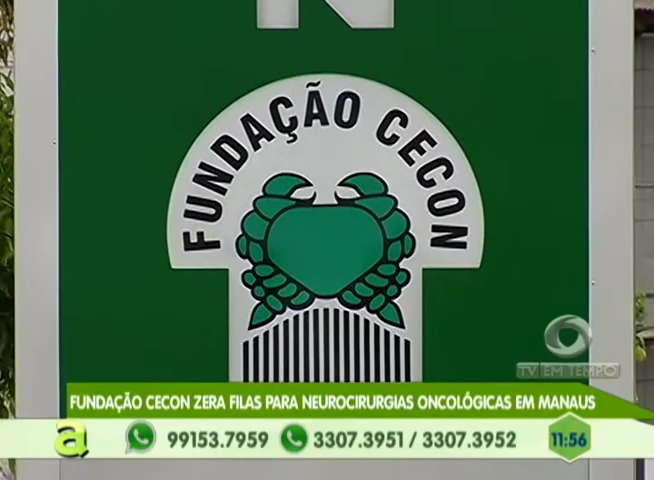 FUNDAÇÃO CECON
TV EM TEMPO
FUNDAÇÃO CECON ZERA FILAS PARA NEUROCIRURGIAS ONCOLÓGICAS EM MANAUS
a 99153.7959 3307.3951 / 3307.3952 11:56